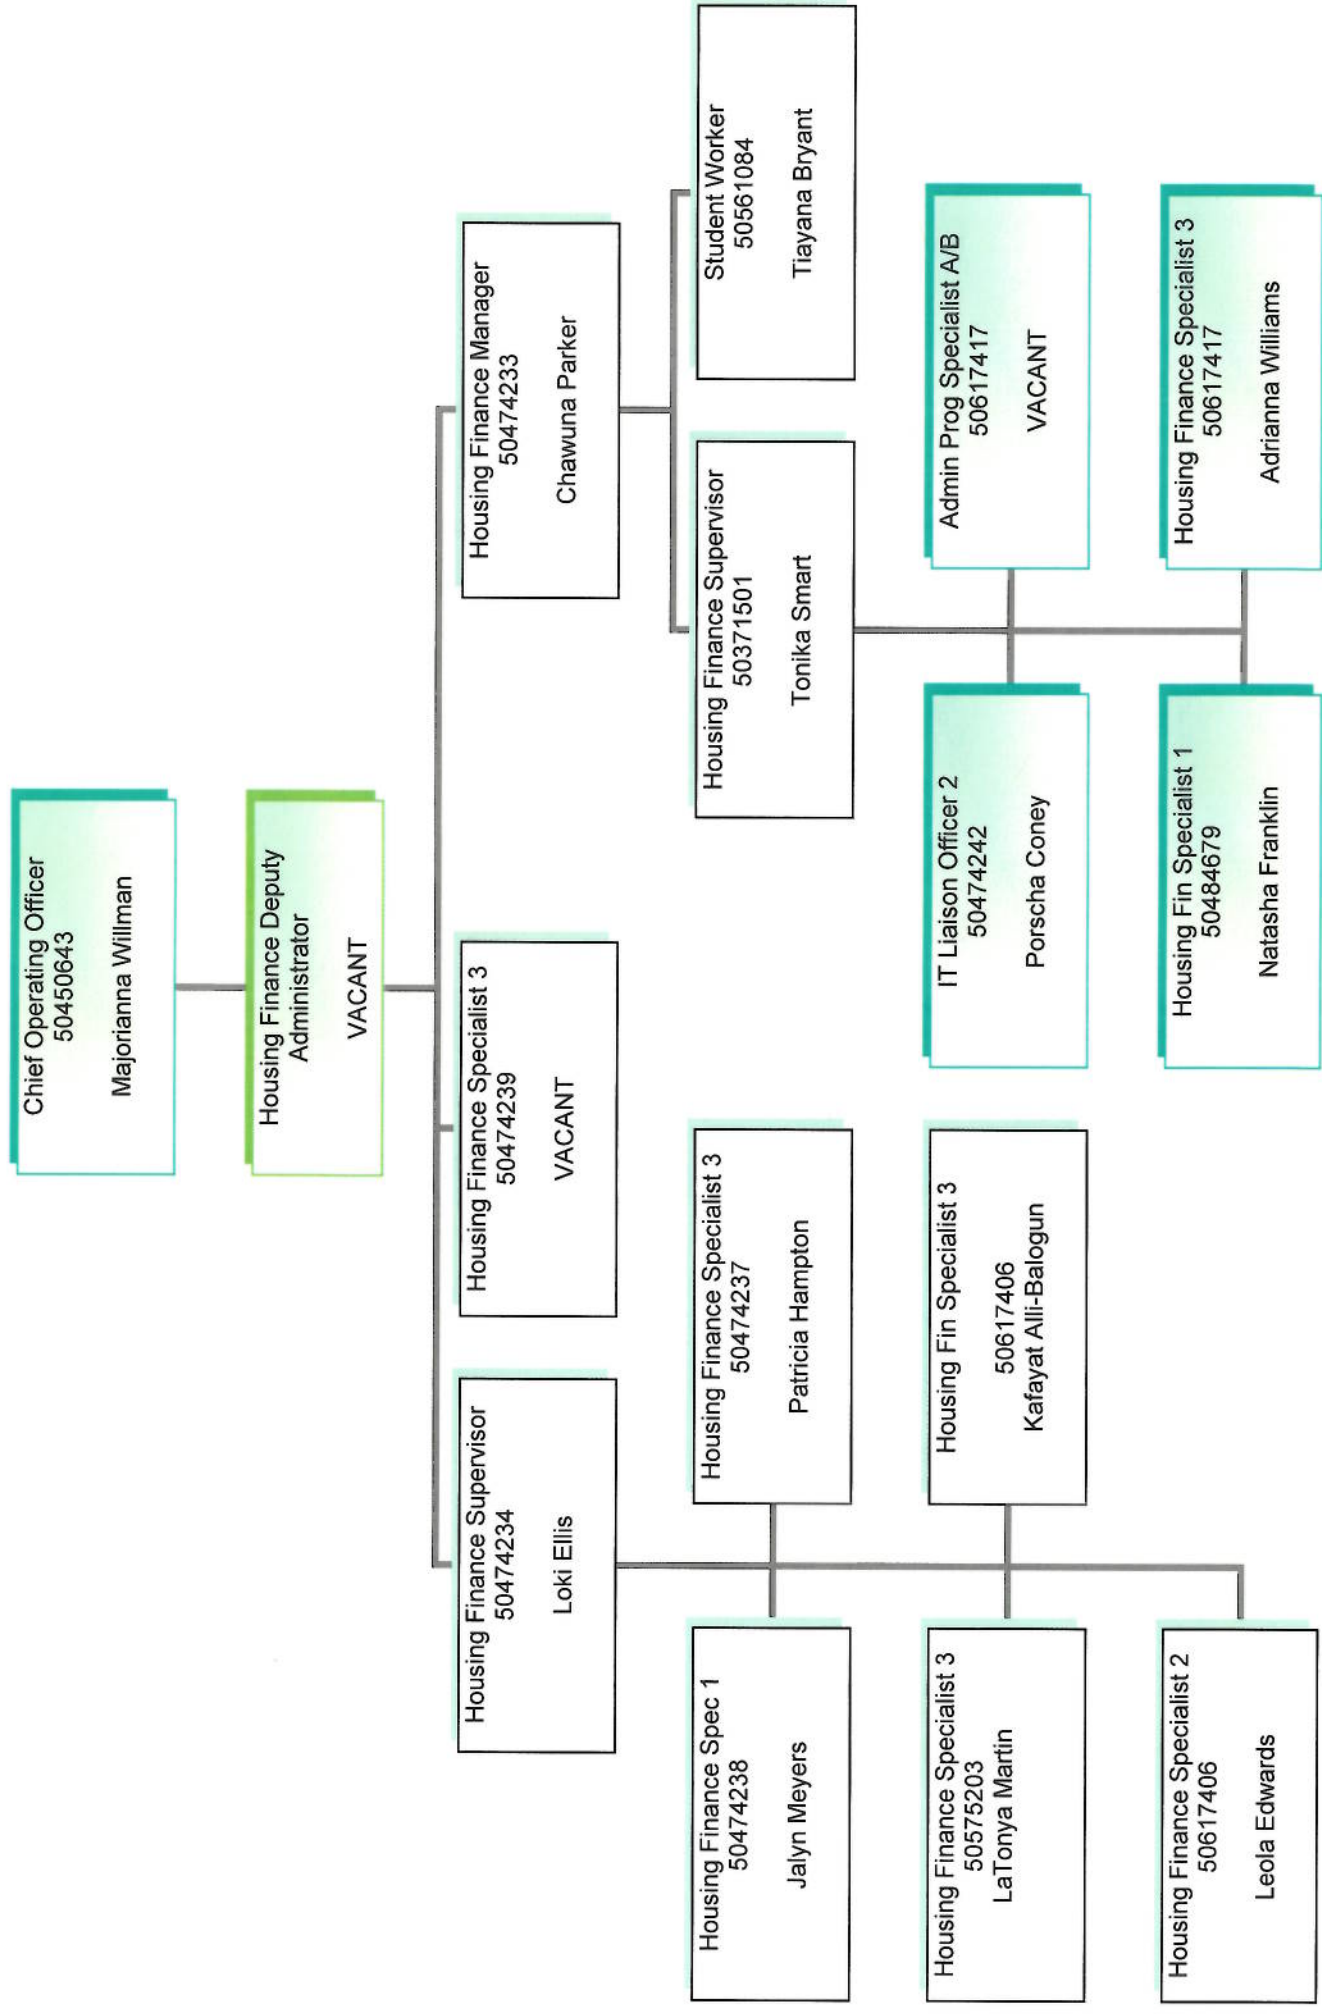 Chief Operating Officer
50450643
Majorianna Willman
Housing Finance Deputy
Administrator
VACANT
Housing Finance Supervisor
50474234
Loki Ellis
Housing Finance Specialist 3
50474239
VACANT
Housing Finance Manager
50474233
Chawuna Parker
Housing Finance Spec 1
50474238
Jalyn Meyers
Housing Finance Specialist 3
50474237
Patricia Hampton
Housing Finance Supervisor
50371501
Tonika Smart
Student Worker
50561084
Tiayana Bryant
Housing Finance Specialist 3
50575203
LaTonya Martin
Housing Fin Specialist 3
50617406
Kafayat Alli-Balogun
IT Liaison Officer 2
50474242
Porscha Coney
Admin Prog Specialist A/B
50617417
VACANT
Housing Finance Specialist 2
50617406
Leola Edwards
Housing Fin Specialist 1
50484679
Natasha Franklin
Housing Finance Specialist 3
50617417
Adrianna Williams